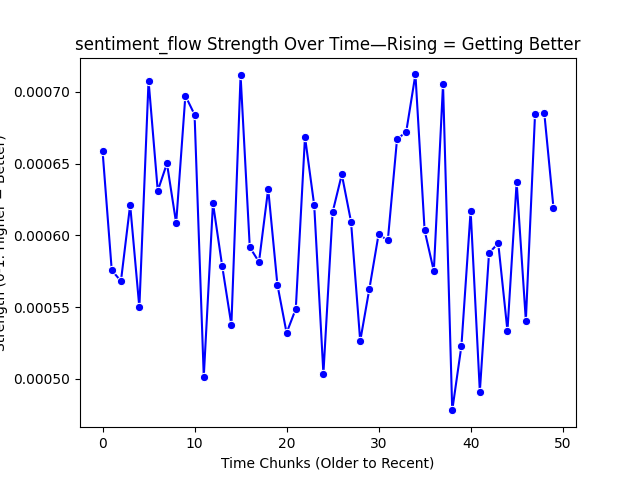 sentiment_flow Strength Over Time—Rising = Getting Better
Strength (0-1: Higher = Better)
0.00070
0.00065
0.00060
0.00055
0.00050
0 10 20 30 40 50
Time Chunks (Older to Recent)